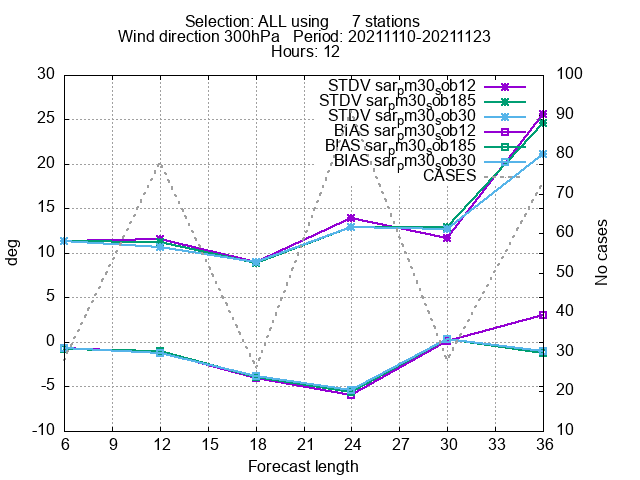 Selection: ALL using 7 stations
Wind direction 300hPa Period: 20211110-20211123
Hours: 12
30
25
20
15
10
5
0
-5
-10
100
90
80
70
60
50
40
30
20
10
STDV sar_pm30_sob12
STDV sar_pm30_sob185
STDV sar_pm30_sob30
BIAS sar_pm30_sob12
BIAS sar_pm30_sob185
BIAS sar_pm30_sob30
CASES
deg
No cases
6 9 12 15 18 21 24 27 30 33 36
Forecast length